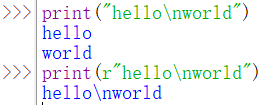 >>> print("hello\nworld")
hello
world
>>> print(r"hello\nworld")
hello\nworld